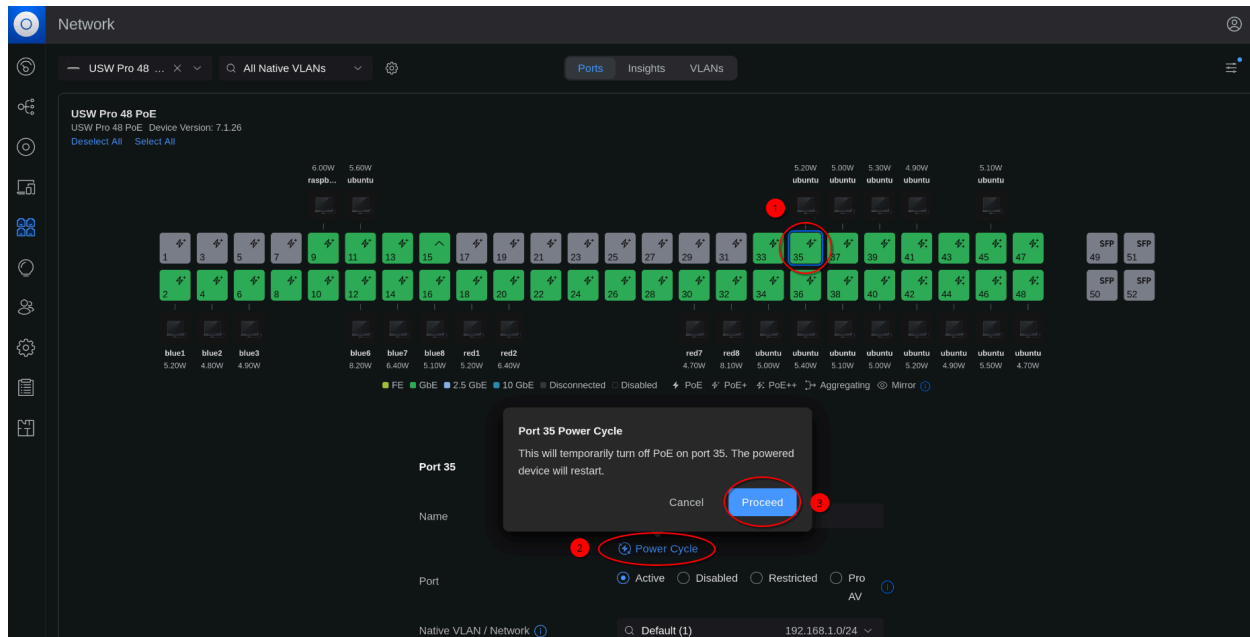 Network
USW Pro 48 ... All Native VLANs Ports Insights VLANs
USW Pro 48 PoE
USW Pro 48 PoE Device Version: 7.1.26
Deselect All Select All
6.00W 5.60W 5.20W 5.00W 5.30W 4.90W 5.10W
raspb... ubuntu ubuntu ubuntu ubuntu ubuntu ubuntu
1
1 3 5 7 9 11 13 15 17 19 21 23 25 27 29 31 33 35 37 39 41 43 45 47 SFP 49 SFP 51
2 4 6 8 10 12 14 16 18 20 22 24 26 28 30 32 34 36 38 40 42 44 46 48 SFP 50 SFP 52
blue1 blue2 blue3 blue6 blue7 blue8 red1 red2 red7 red8 ubuntu ubuntu ubuntu ubuntu ubuntu ubuntu ubuntu ubuntu
5.20W 4.80W 4.90W 8.20W 6.40W 5.10W 5.20W 6.40W 4.70W 8.10W 5.00W 5.40W 5.10W 5.00W 5.20W 4.90W 5.50W 4.70W
FE GbE 2.5 GbE 10 GbE Disconnected Disabled PoE PoE+ PoE++ Aggregating Mirror
Port 35 Power Cycle
This will temporarily turn off PoE on port 35. The powered
device will restart.
Cancel Proceed 3
Port 35
Name
2 Power Cycle
Port Active Disabled Restricted Pro
AV
Native VLAN / Network Default (1) 192.168.1.0/24